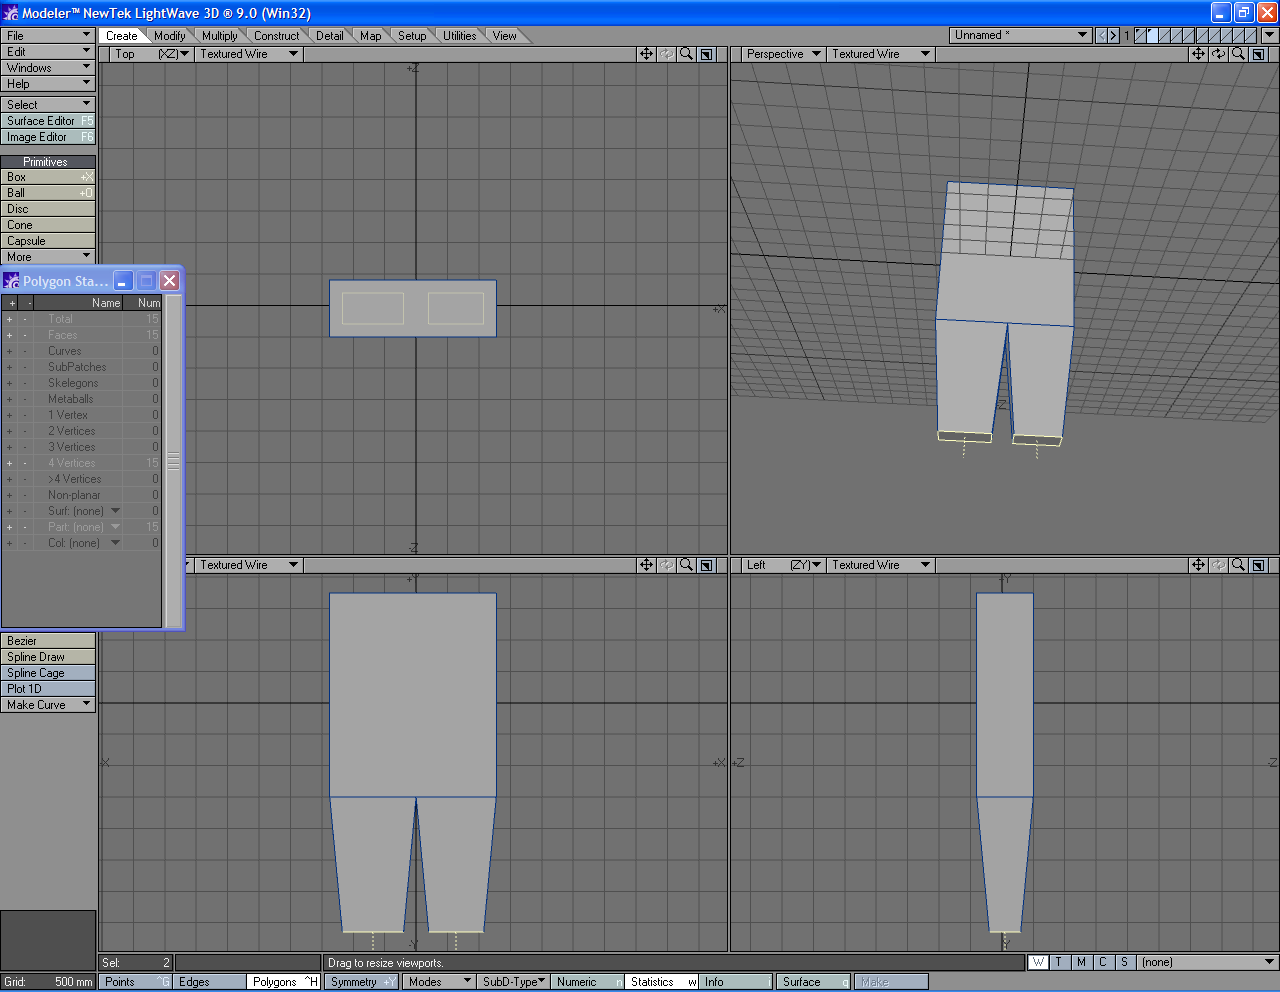 Modeler™ NewTek LightWave 3D ® 9.0 (Win32)
File Create Modify Multiply Construct Detail Map Setup Utilities View Unnamed * 1
Edit Top (XZ) Textured Wire Perspective Textured Wire
Windows
Help
Select
Surface Editor F5
Image Editor F6
Primitives
Box +X
Ball +O
Disc
Cone
Capsule
More
Polygon Sta...
+ - Name Num
+ - Total 15
+ - Faces 15
+ - Curves 0
+ - SubPatches 0
+ - Skelegons 0
+ - Metaballs 0
+ - 1 Vertex 0
+ - 2 Vertices 0
+ - 3 Vertices 0
+ - 4 Vertices 15
+ - >4 Vertices 0
+ - Non-planar 0
+ - Surf: (none) 0
+ - Part: (none) 15
+ - Col: (none) 0
+Z
+X
-Z
Z
Textured Wire Left (ZY) Textured Wire
+Y
-X +X
-Y
+Y
+Z -Z
-Y
Bezier
Spline Draw
Spline Cage
Plot 1D
Make Curve
Sel: 2 Drag to resize viewports. W T M C S (none)
Grid: 500 mm Points ^G Edges Polygons ^H Symmetry +Y Modes SubD-Type Numeric n Statistics w Info i Surface q Make